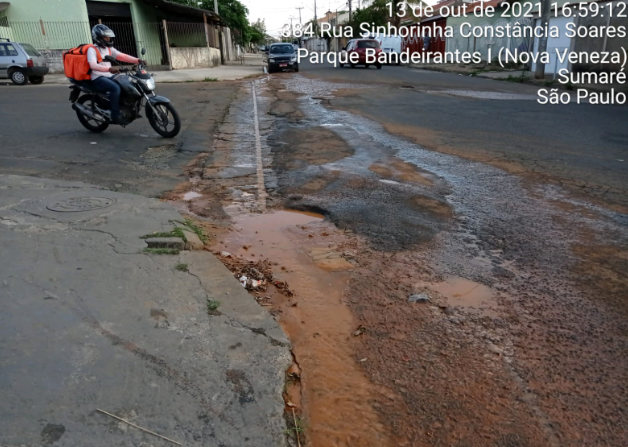 13 de out de 2021 16:59:12
384 Rua Sinhorinha Constância Soares
Parque Bandeirantes I (Nova Veneza)
Sumaré
São Paulo